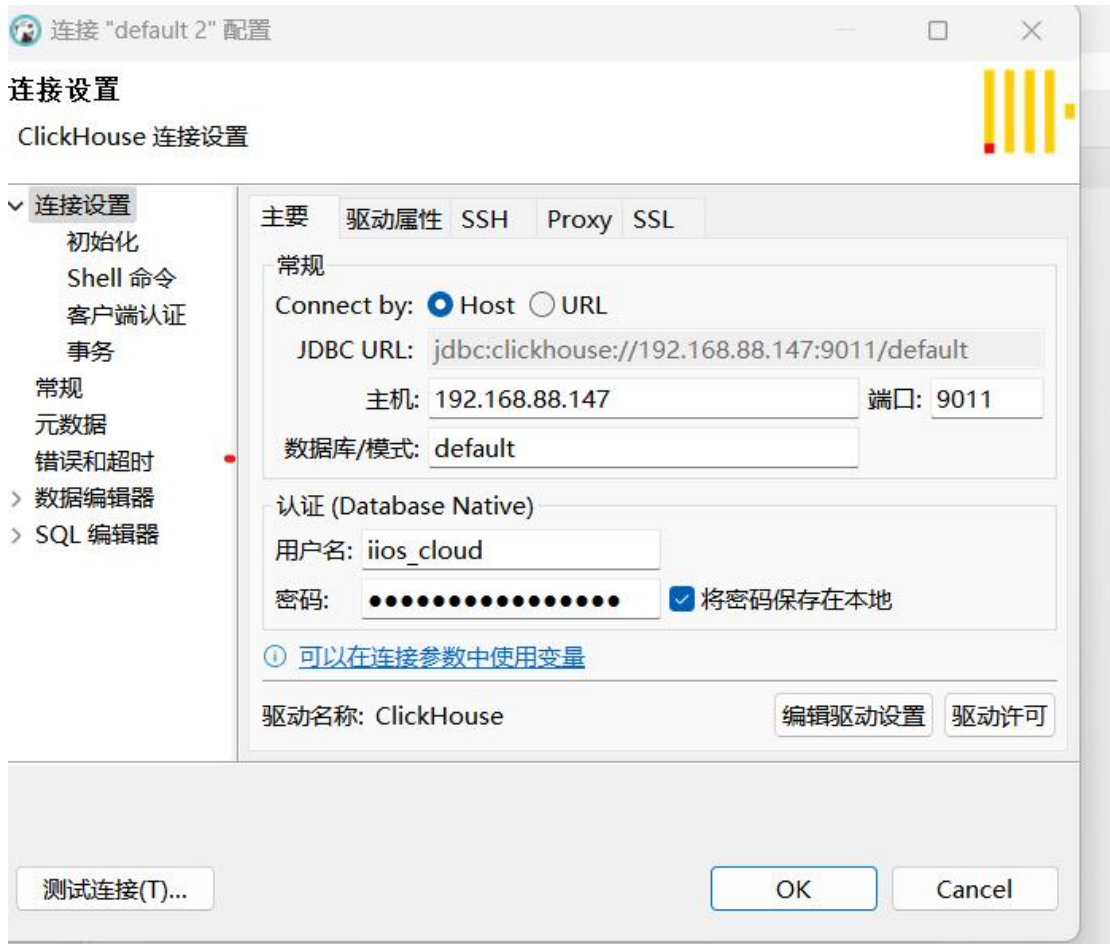 连接 "default 2" 配置
连接设置
ClickHouse 连接设置
连接设置
初始化
Shell 命令
客户端认证
事务
常规
元数据
错误和超时
数据编辑器
SQL 编辑器
主要 驱动属性 SSH Proxy SSL
常规
Connect by: Host URL
JDBC URL: jdbc:clickhouse://192.168.88.147:9011/default
主机: 192.168.88.147 端口: 9011
数据库/模式: default
认证 (Database Native)
用户名: iios_cloud
密码: ●●●●●●●●●●●●●●●● 将密码保存在本地
可以在连接参数中使用变量
驱动名称: ClickHouse 编辑驱动设置 驱动许可
测试连接(T)... OK Cancel